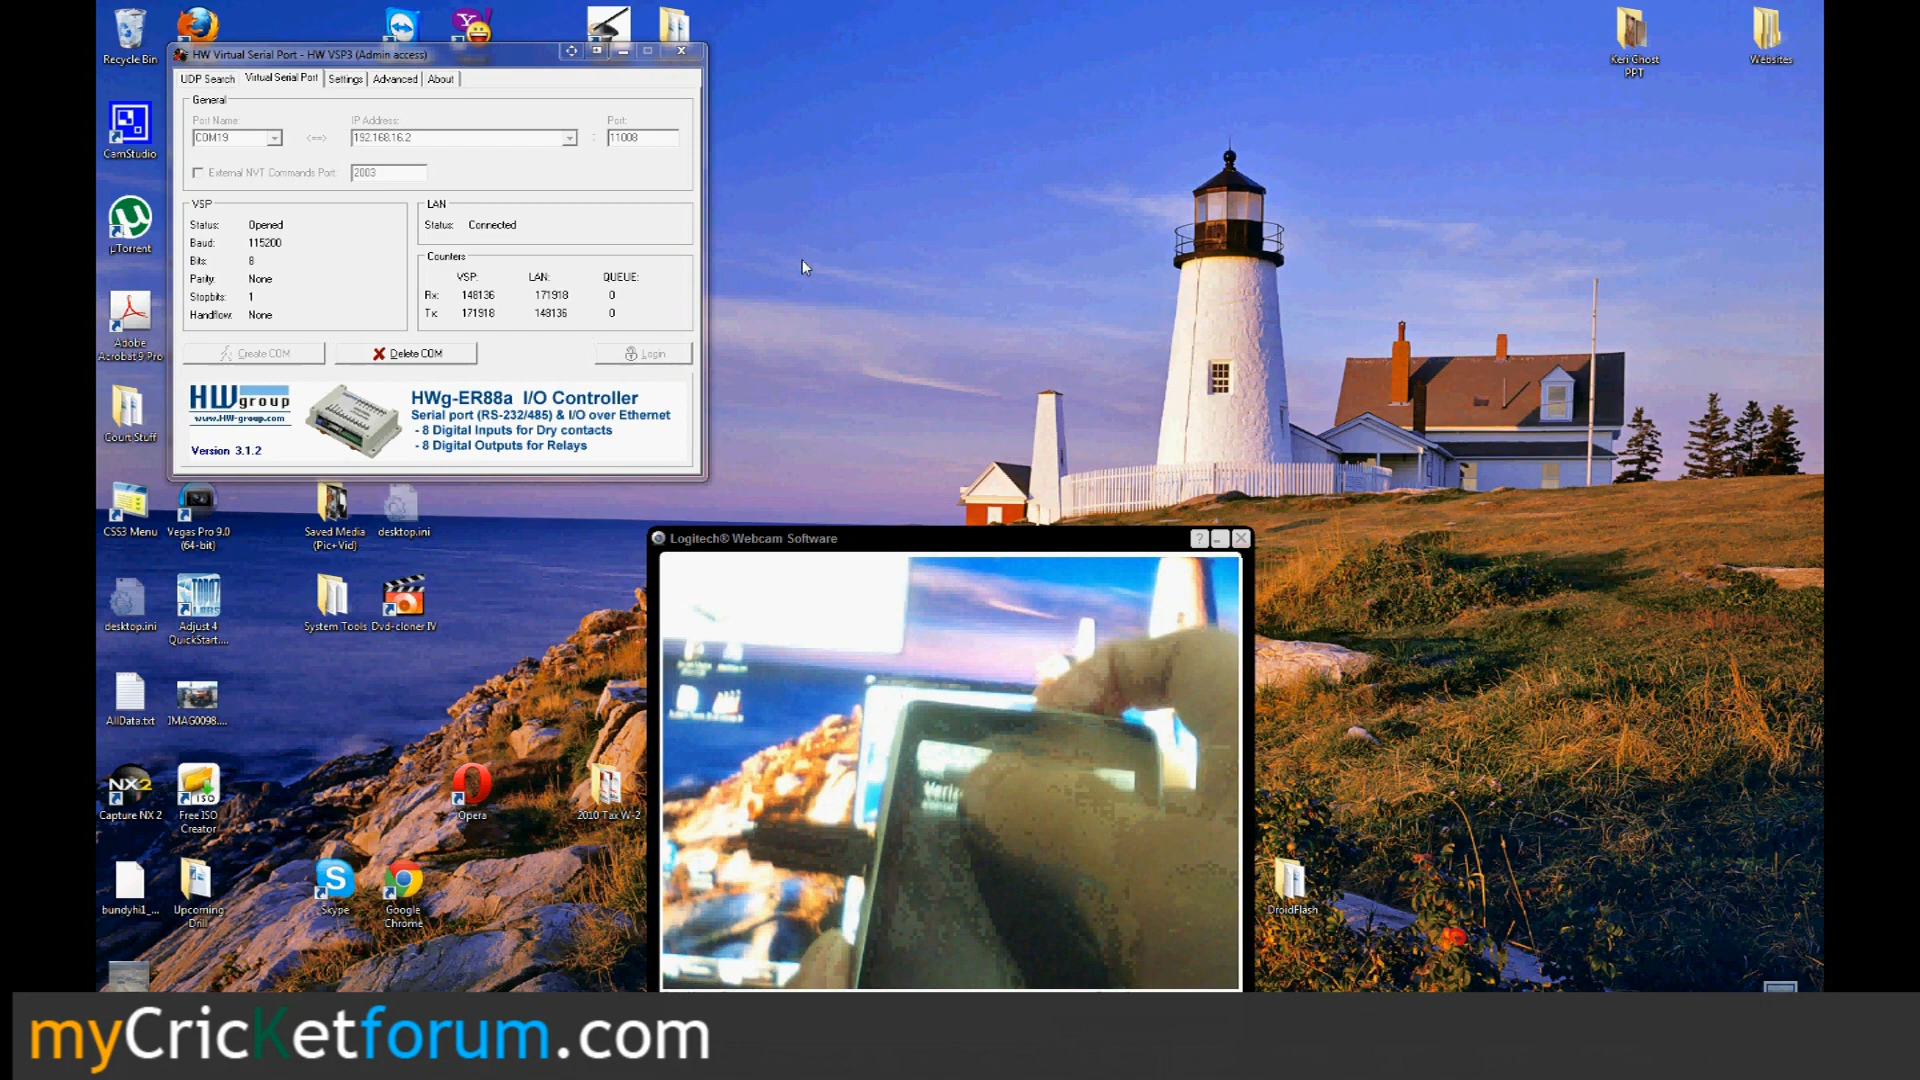 Recycle Bin
Keri Ghost
PPT
Websites
HW Virtual Serial Port - HW VSP3 (Admin access)
UDP Search
Virtual Serial Port
Settings
Advanced
About
General
Port Name:
IP Address:
Port:
COM19
<==>
192.168.16.2
:
11008
External NVT Commands Port:
2003
VSP
Status: Opened
Baud: 115200
Bits: 8
Parity: None
Stopbits: 1
Handflow: None
LAN
Status: Connected
Counters
VSP: LAN: QUEUE:
Rx: 148136 171918 0
Tx: 171918 148136 0
Create COM
Delete COM
Login
HWgroup
www.HW-group.com
Version 3.1.2
HWg-ER88a I/O Controller
Serial port (RS-232/485) & I/O over Ethernet
- 8 Digital Inputs for Dry contacts
- 8 Digital Outputs for Relays
CamStudio
µTorrent
Adobe
Acrobat 9 Pro
Court Stuff
CSS3 Menu
Vegas Pro 9.0
(64-bit)
Saved Media
(Pic+Vid)
desktop.ini
desktop.ini
Adjust 4
QuickStart....
System Tools
Dvd-cloner IV
AllData.txt
IMAG0098....
NX2
Capture NX 2
ISO
Free ISO
Creator
Opera
2010 Tax W-2
bundyhi1_...
Upcoming
Drill
Skype
Google
Chrome
DroidFlash
Logitech® Webcam Software
myCricKetforum.com